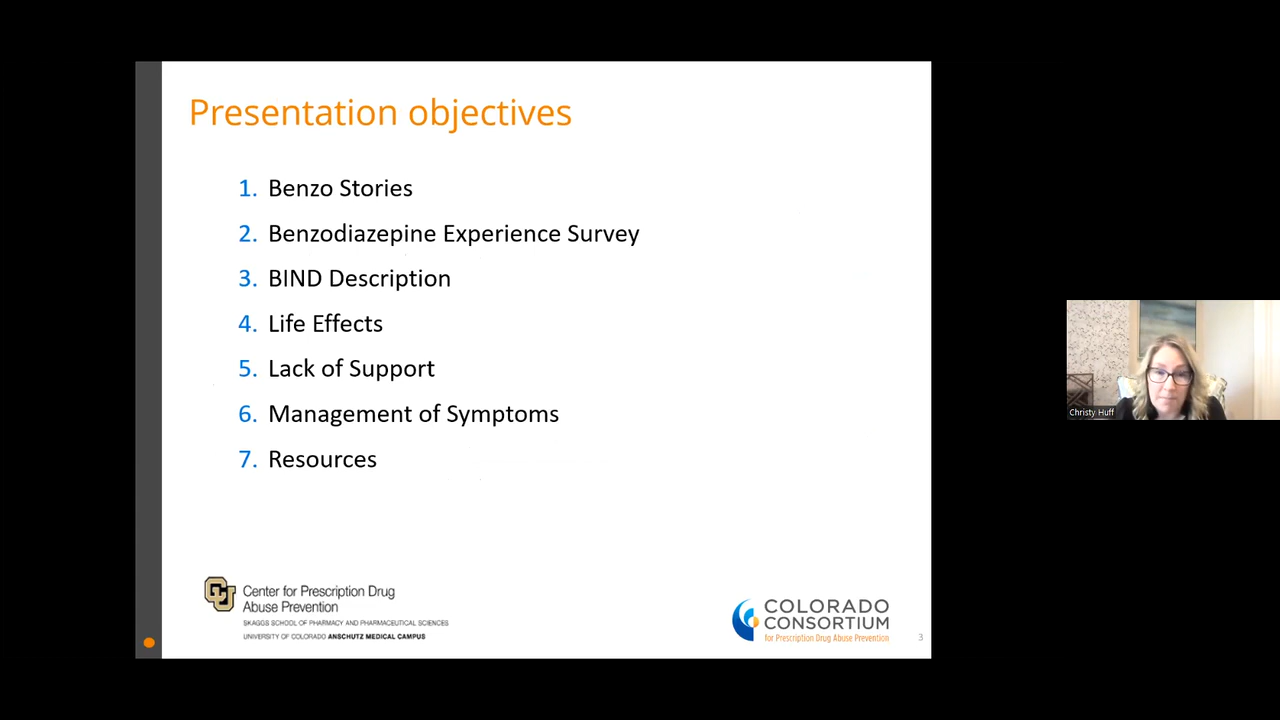 Presentation objectives
1. Benzo Stories
2. Benzodiazepine Experience Survey
3. BIND Description
4. Life Effects
5. Lack of Support
6. Management of Symptoms
7. Resources
CU
Center for Prescription Drug
Abuse Prevention
SKAGGS SCHOOL OF PHARMACY AND PHARMACEUTICAL SCIENCES
UNIVERSITY OF COLORADO ANSCHUTZ MEDICAL CAMPUS
COLORADO
CONSORTIUM
for Prescription Drug Abuse Prevention
3
Christy Huff